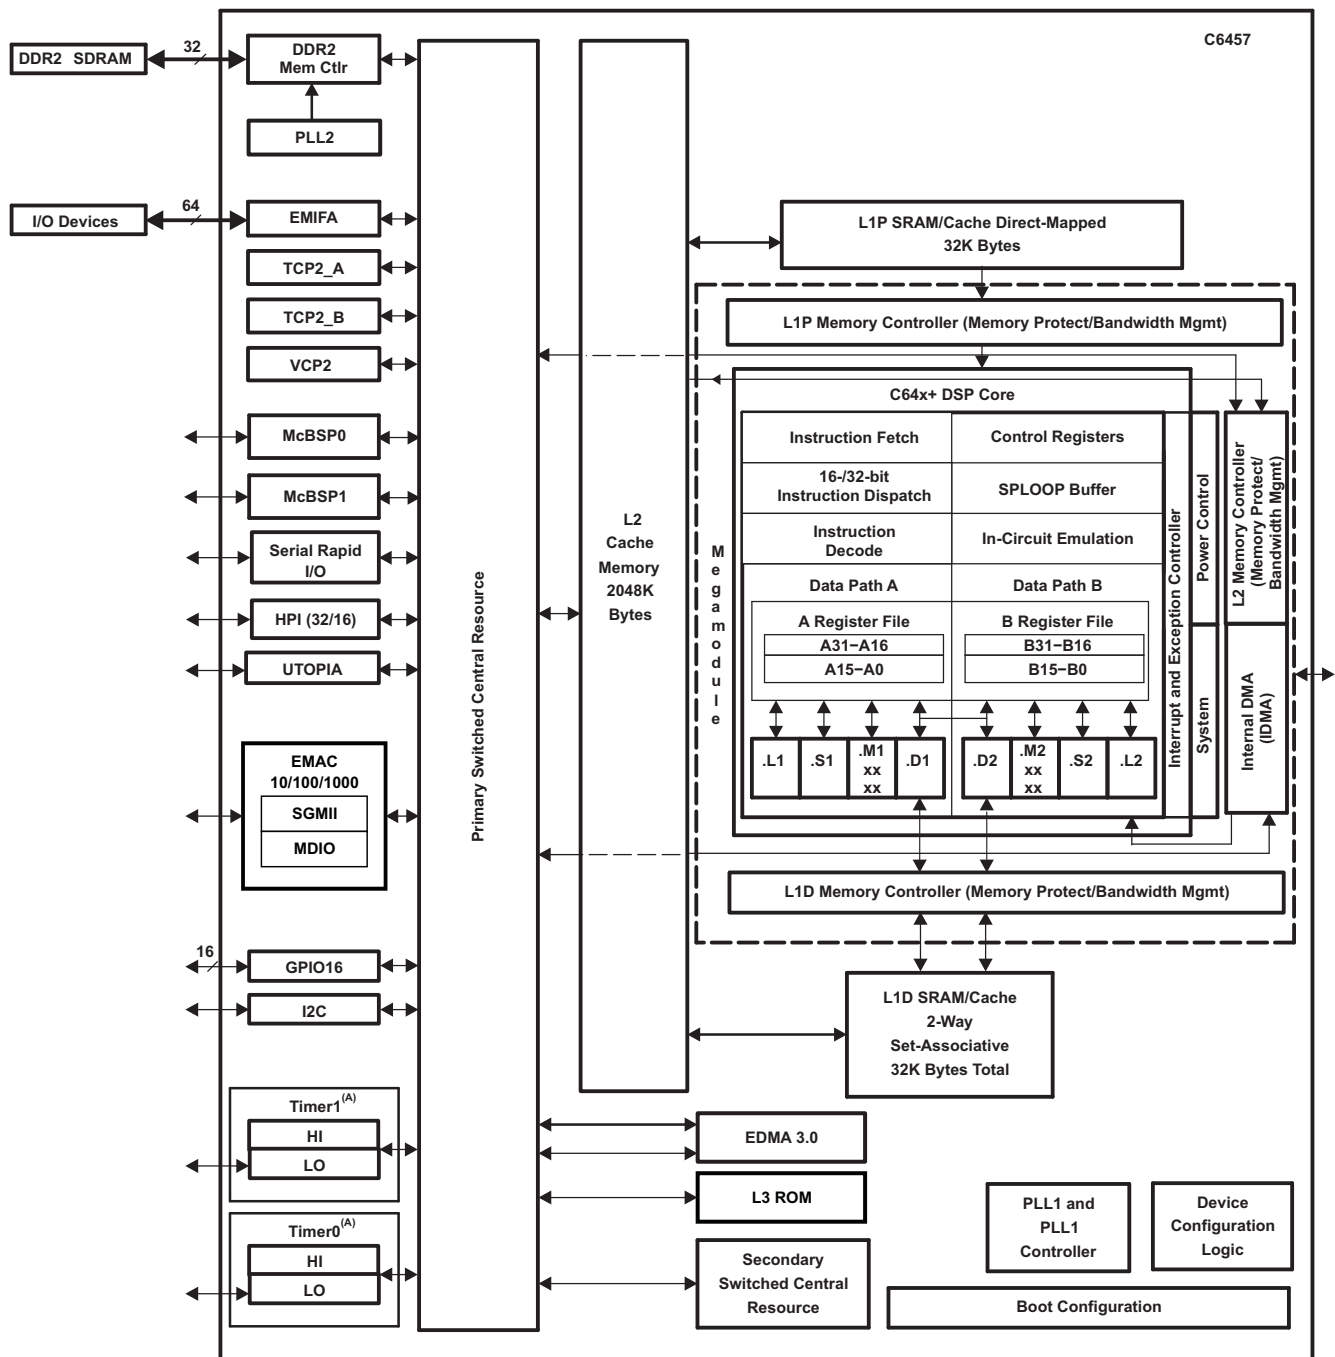 C6457
32
DDR2 SDRAM
DDR2
Mem Ctlr
PLL2
64
I/O Devices
EMIFA
TCP2_A
TCP2_B
VCP2
McBSP0
McBSP1
Serial Rapid
I/O
HPI (32/16)
UTOPIA
EMAC
10/100/1000
SGMII
MDIO
16
GPIO16
I2C
Timer1(A)
HI
LO
Timer0(A)
HI
LO
Primary Switched Central Resource
L2
Cache
Memory
2048K
Bytes
L1P SRAM/Cache Direct-Mapped
32K Bytes
L1P Memory Controller (Memory Protect/Bandwidth Mgmt)
Megamodule
C64x+ DSP Core
Instruction Fetch
Control Registers
16-/32-bit
Instruction Dispatch
SPLOOP Buffer
Instruction
Decode
In-Circuit Emulation
Data Path A
Data Path B
A Register File
B Register File
A31−A16
B31−B16
A15−A0
B15−B0
.L1
.S1
.M1
xx
xx
.D1
.D2
.M2
xx
xx
.S2
.L2
Interrupt and Exception Controller
Power Control
System
L2 Memory Controller
(Memory Protect/
Bandwidth Mgmt)
Internal DMA
(IDMA)
L1D Memory Controller (Memory Protect/Bandwidth Mgmt)
L1D SRAM/Cache
2-Way
Set-Associative
32K Bytes Total
EDMA 3.0
L3 ROM
Secondary
Switched Central
Resource
PLL1 and
PLL1
Controller
Device
Configuration
Logic
Boot Configuration